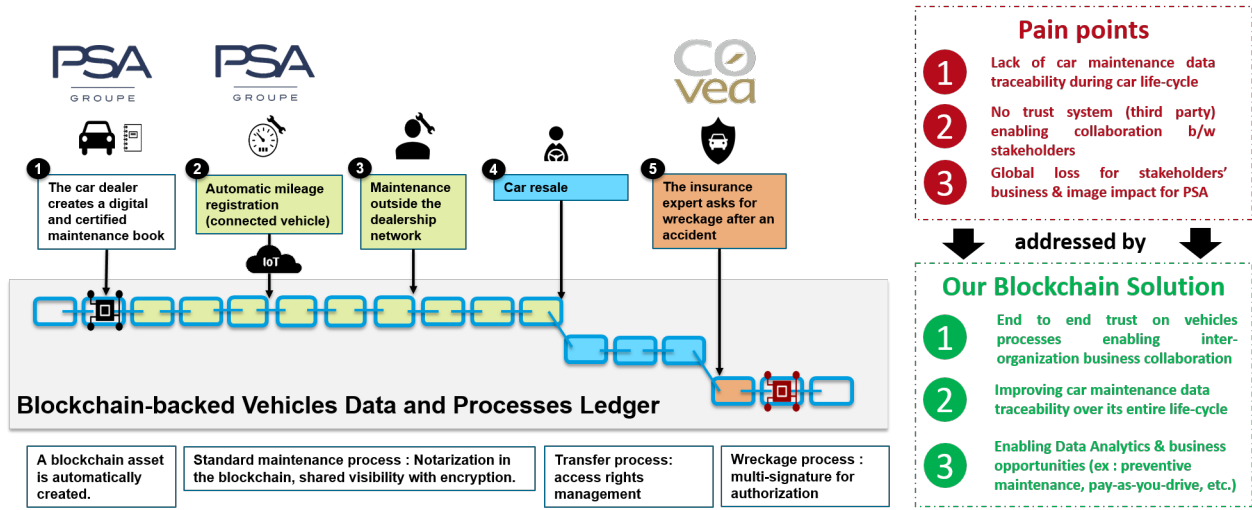 PSA
GROUPE
PSA
GROUPE
COvea
1
The car dealer
creates a digital
and certified
maintenance book
2
Automatic mileage
registration
(connected vehicle)
IoT
3
Maintenance
outside the
dealership
network
4
Car resale
5
The insurance
expert asks for
wreckage after an
accident
Blockchain-backed Vehicles Data and Processes Ledger
A blockchain asset
is automatically
created.
Standard maintenance process : Notarization in
the blockchain, shared visibility with encryption.
Transfer process:
access rights
management
Wreckage process :
multi-signature for
authorization
Pain points
1
Lack of car maintenance data
traceability during car life-cycle
2
No trust system (third party)
enabling collaboration b/w
stakeholders
3
Global loss for stakeholders'
business & image impact for PSA
addressed by
Our Blockchain Solution
1
End to end trust on vehicles
processes enabling inter-
organization business collaboration
2
Improving car maintenance data
traceability over its entire life-cycle
3
Enabling Data Analytics & business
opportunities (ex : preventive
maintenance, pay-as-you-drive, etc.)